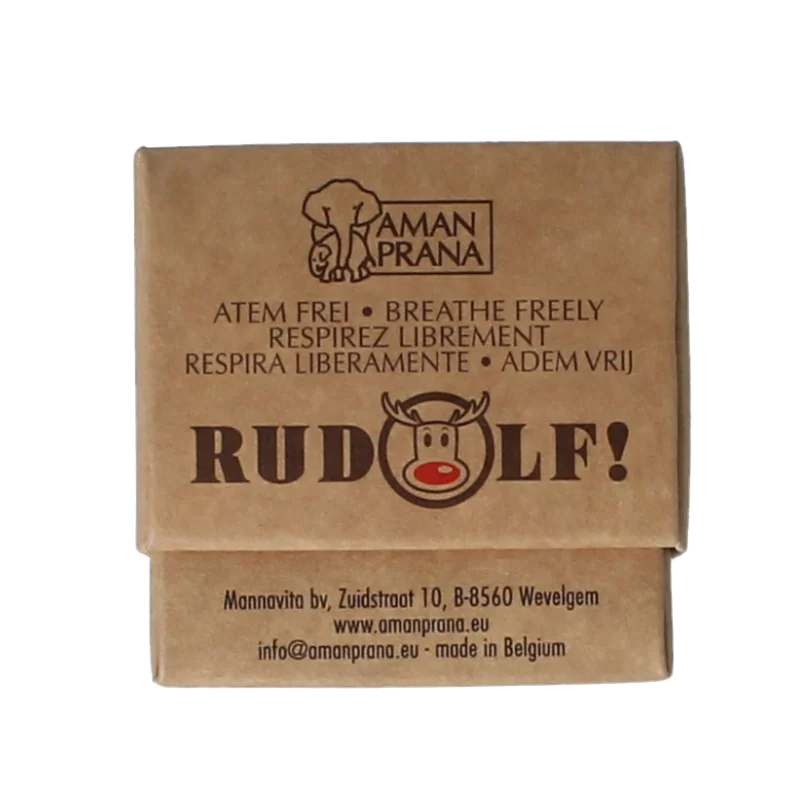 AMAN
PRANA
ATEM FREI • BREATHE FREELY
RESPIREZ LIBREMENT
RESPIRA LIBERAMENTE • ADEM VRIJ
RUDOLF!
Mannavita bv, Zuidstraat 10, B-8560 Wevelgem
www.amanprana.eu
info@amanprana.eu - made in Belgium